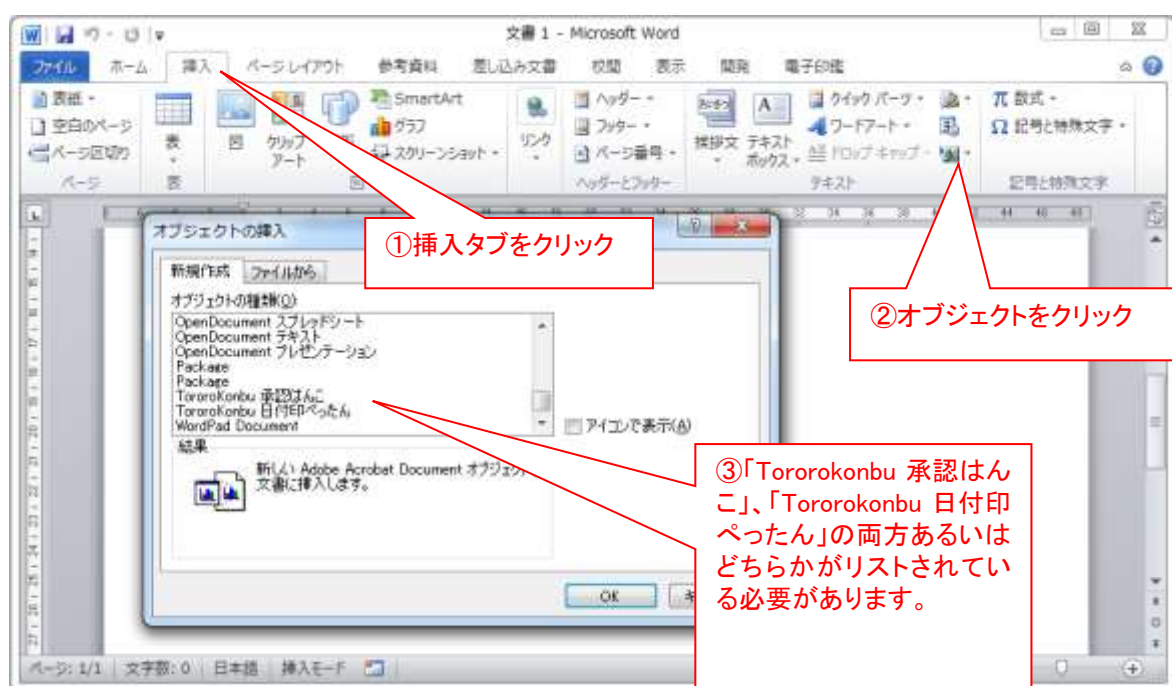 文書 1 - Microsoft Word
ファイル ホーム 挿入 ページ レイアウト 参考資料 差し込み文書 校閲 表示 開発 電子印鑑
表紙
空白のページ
ページ区切り
ページ
表
表
図
クリップ
アート
SmartArt
グラフ
スクリーンショット
リンク
ヘッダー
フッター
ページ番号
ヘッダーとフッター
挨拶文
テキスト
ボックス
クイック パーツ
ワードアート
ドロップ キャップ
テキスト
π 数式
Ω 記号と特殊文字
記号と特殊文字
オブジェクトの挿入
新規作成 ファイルから
オブジェクトの種類(O)
OpenDocument スプレッドシート
OpenDocument テキスト
OpenDocument プレゼンテーション
Package
Package
TororoKonbu 承認はんこ
TororoKonbu 日付印ぺったん
WordPad Document
アイコンで表示(A)
結果
新しい Adobe Acrobat Document オブジェク
文書に挿入します。
OK
①挿入タブをクリック
②オブジェクトをクリック
③「Tororokonbu 承認はん
こ」、「Tororokonbu 日付印
ぺったん」の両方あるいは
どちらかがリストされてい
る必要があります。
ページ: 1/1 文字数: 0 日本語 挿入モード